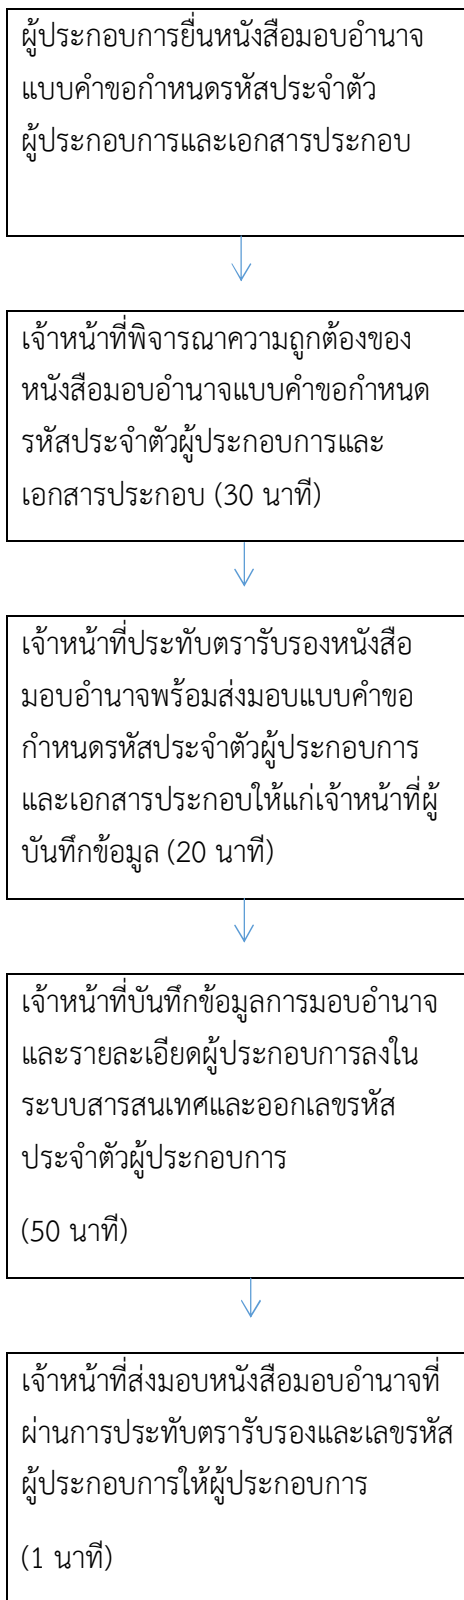 ผู้ประกอบการยื่นหนังสือมอบอำนาจ
แบบคำขอกำหนดรหัสประจำตัว
ผู้ประกอบการและเอกสารประกอบ
เจ้าหน้าที่พิจารณาความถูกต้องของ
หนังสือมอบอำนาจแบบคำขอกำหนด
รหัสประจำตัวผู้ประกอบการและ
เอกสารประกอบ (30 นาที)
เจ้าหน้าที่ประทับตรารับรองหนังสือ
มอบอำนาจพร้อมส่งมอบแบบคำขอ
กำหนดรหัสประจำตัวผู้ประกอบการ
และเอกสารประกอบให้แก่เจ้าหน้าที่ผู้
บันทึกข้อมูล (20 นาที)
เจ้าหน้าที่บันทึกข้อมูลการมอบอำนาจ
และรายละเอียดผู้ประกอบการลงใน
ระบบสารสนเทศและออกเลขรหัส
ประจำตัวผู้ประกอบการ
(50 นาที)
เจ้าหน้าที่ส่งมอบหนังสือมอบอำนาจที่
ผ่านการประทับตรารับรองและเลขรหัส
ผู้ประกอบการให้ผู้ประกอบการ
(1 นาที)